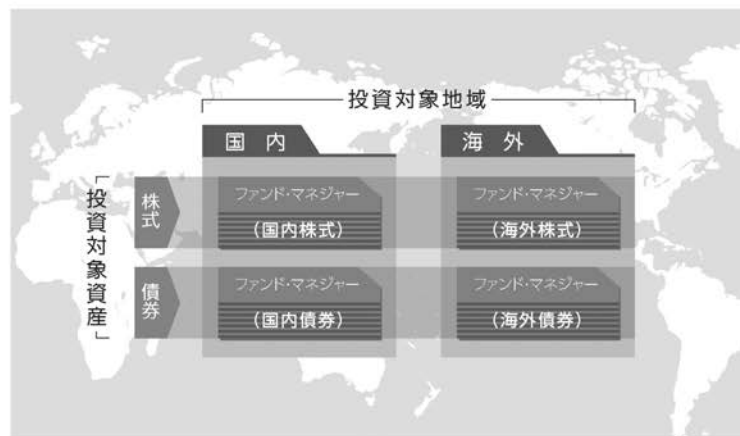 投資対象地域
国内
海外
「投資対象資産」
株式
ファンド・マネジャー
(国内株式)
ファンド・マネジャー
(海外株式)
債券
ファンド・マネジャー
(国内債券)
ファンド・マネジャー
(海外債券)